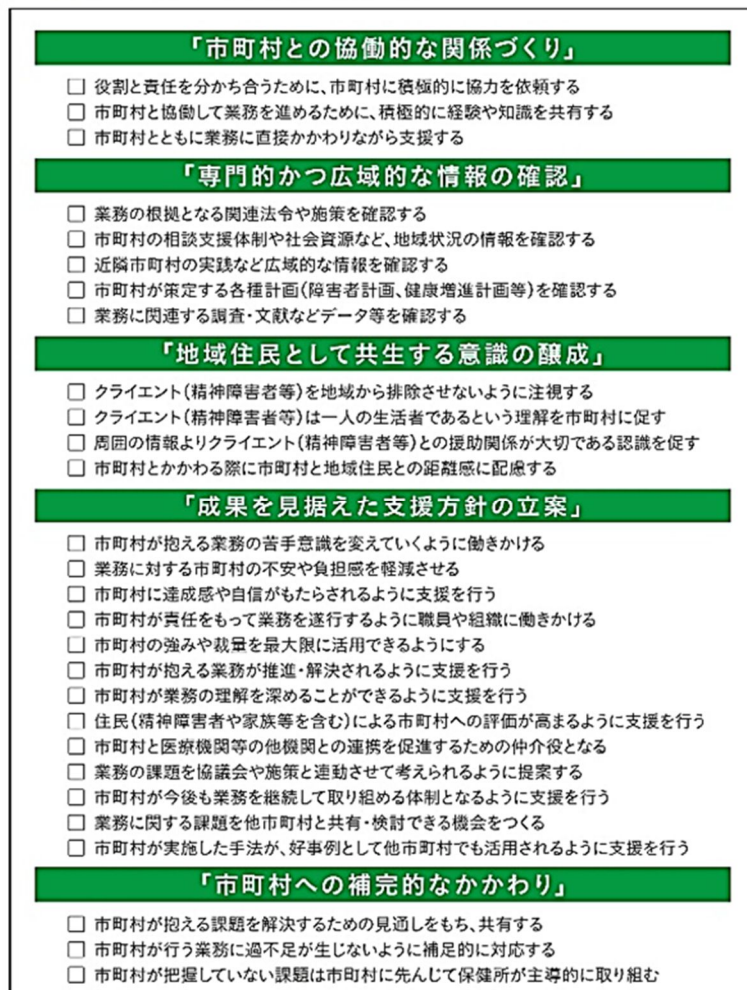 「市町村との協働的な関係づくり」
□ 役割と責任を分かち合うために、市町村に積極的に協力を依頼する
□ 市町村と協働して業務を進めるために、積極的に経験や知識を共有する
□ 市町村とともに業務に直接かかわりながら支援する
「専門的かつ広域的な情報の確認」
□ 業務の根拠となる関連法令や施策を確認する
□ 市町村の相談支援体制や社会資源など、地域状況の情報を確認する
□ 近隣市町村の実践など広域的な情報を確認する
□ 市町村が策定する各種計画(障害者計画、健康増進計画等)を確認する
□ 業務に関連する調査・文献などデータ等を確認する
「地域住民として共生する意識の醸成」
□ クライエント(精神障害者等)を地域から排除させないように注視する
□ クライエント(精神障害者等)は一人の生活者であるという理解を市町村に促す
□ 周囲の情報よりクライエント(精神障害者等)との援助関係が大切である認識を促す
□ 市町村とかかわる際に市町村と地域住民との距離感に配慮する
「成果を見据えた支援方針の立案」
□ 市町村が抱える業務の苦手意識を変えていくように働きかける
□ 業務に対する市町村の不安や負担感を軽減させる
□ 市町村に達成感や自信がもたらされるように支援を行う
□ 市町村が責任をもって業務を遂行するように職員や組織に働きかける
□ 市町村の強みや裁量を最大限に活用できるようにする
□ 市町村が抱える業務が推進・解決されるように支援を行う
□ 市町村が業務の理解を深めることができるように支援を行う
□ 住民(精神障害者や家族等を含む)による市町村への評価が高まるように支援を行う
□ 市町村と医療機関等の他機関との連携を促進するための仲介役となる
□ 業務の課題を協議会や施策と連動させて考えられるように提案する
□ 市町村が今後も業務を継続して取り組める体制となるように支援を行う
□ 業務に関する課題を他市町村と共有・検討できる機会をつくる
□ 市町村が実施した手法が、好事例として他市町村でも活用されるように支援を行う
「市町村への補完的なかかわり」
□ 市町村が抱える課題を解決するための見通しをもち、共有する
□ 市町村が行う業務に過不足が生じないように補足的に対応する
□ 市町村が把握していない課題は市町村に先んじて保健所が主導的に取り組む